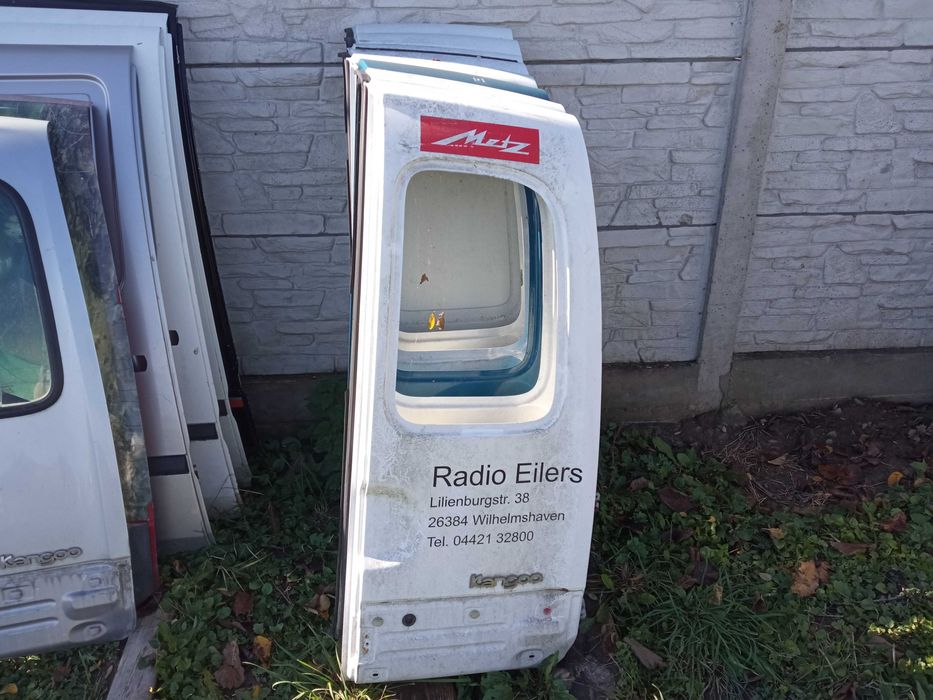 Metz
Radio Eilers
Lilienburgstr. 38
26384 Wilhelmshaven
Tel. 04421 32800
Kangoo
Kangoo